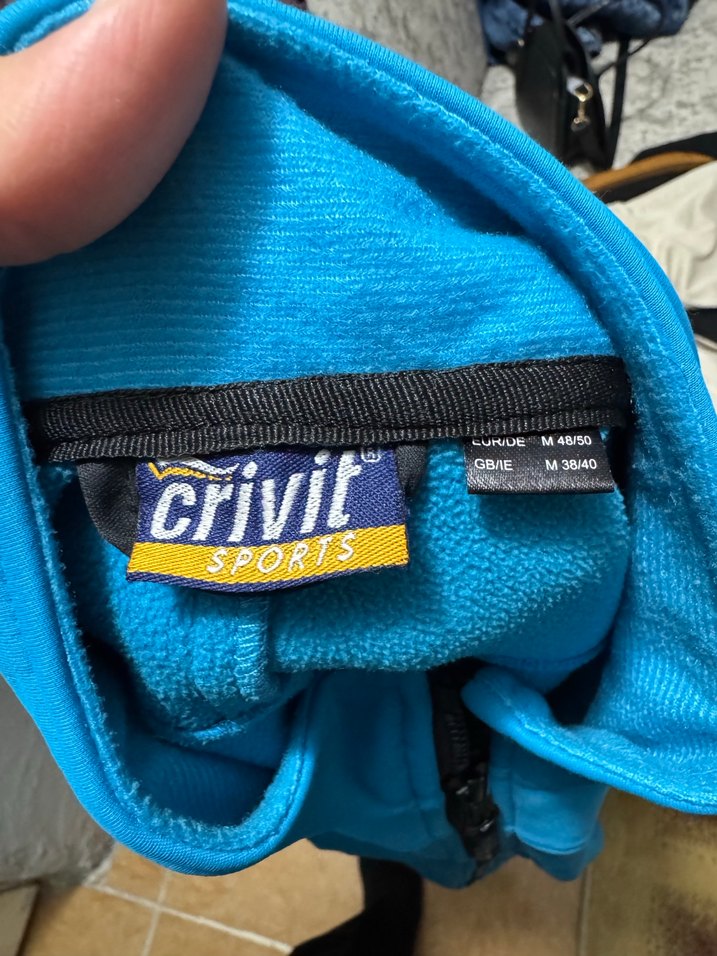 crivit®
SPORTS
EUR/DE M 48/50
GB/IE M 38/40